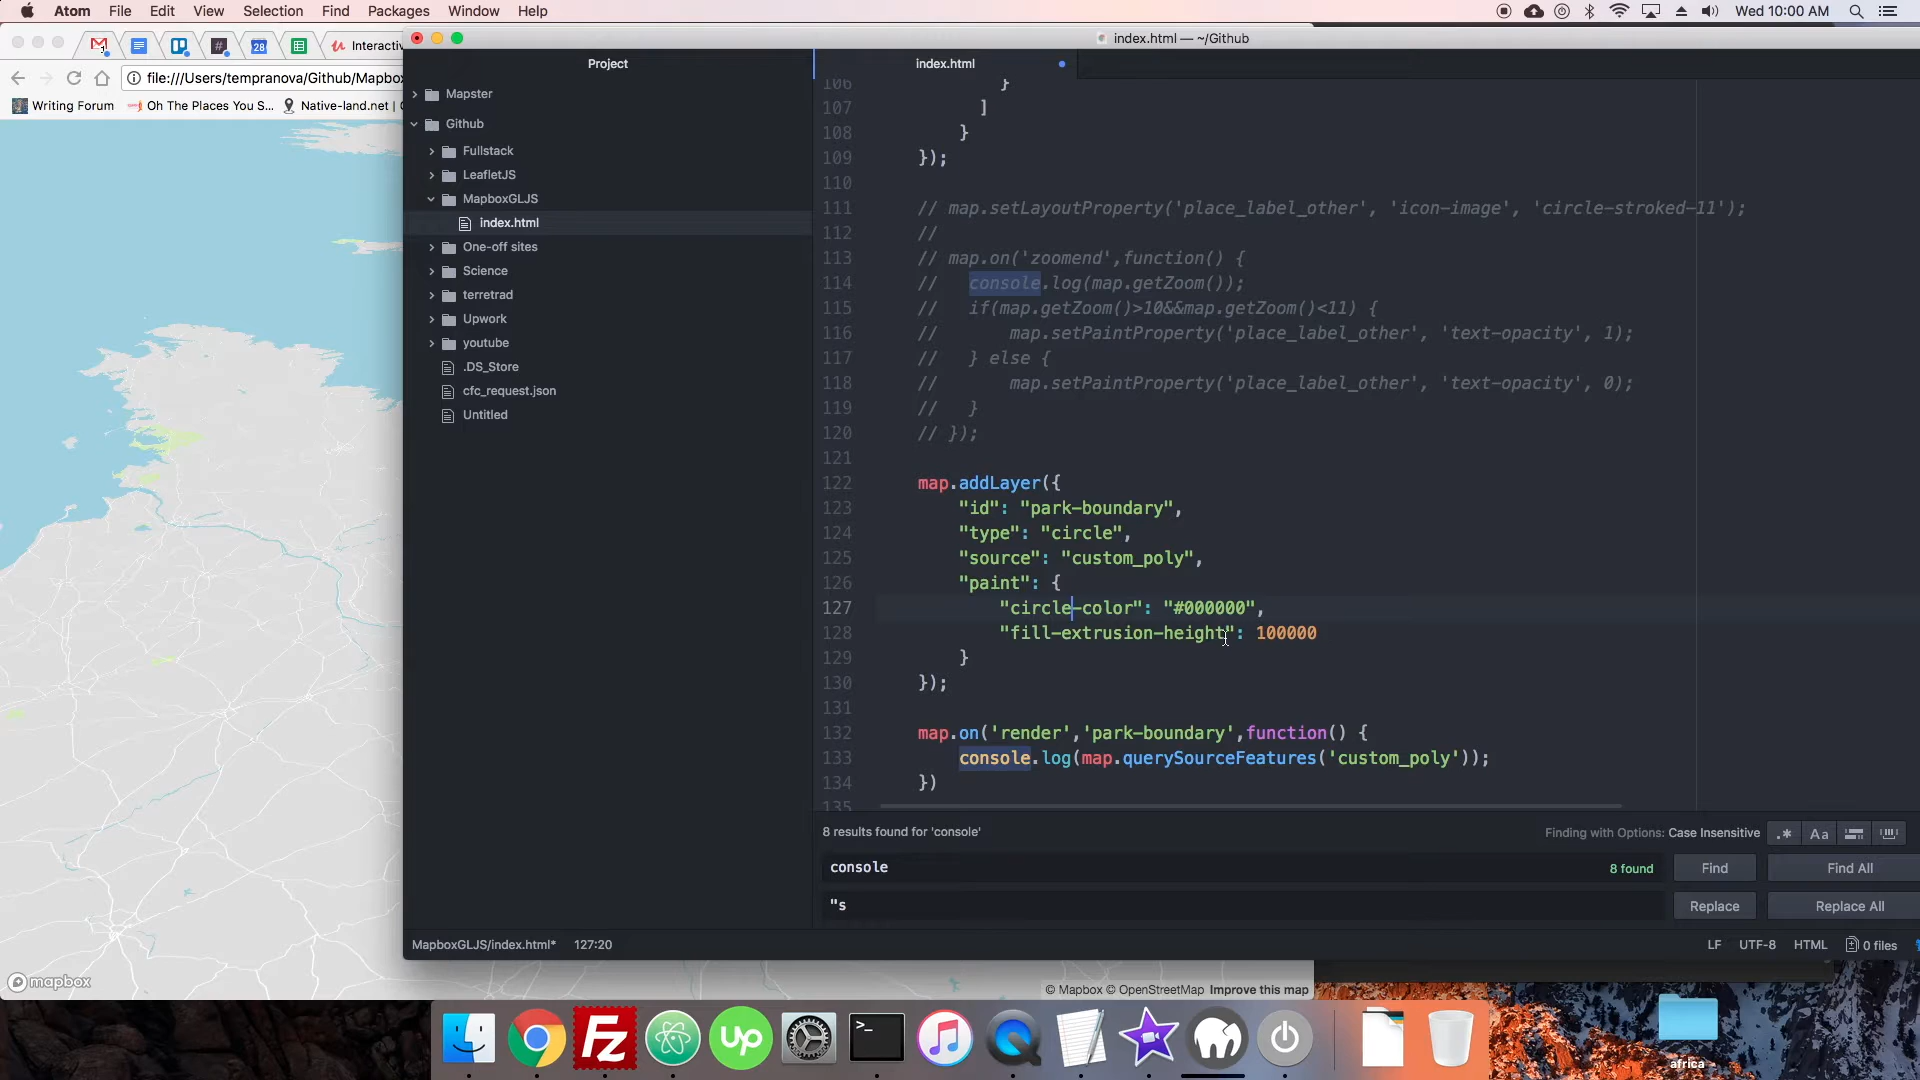 Atom File Edit View Selection Find Packages Window Help Wed 10:00 AM
index.html — ~/Github
Interactiv
file:///Users/tempranova/Github/Mapbox
Writing Forum Oh The Places You S... Native-land.net |
Project
index.html
Mapster
Github
Fullstack
LeafletJS
MapboxGLJS
index.html
One-off sites
Science
terretrad
Upwork
youtube
.DS_Store
cfc_request.json
Untitled
106 }
107 ]
108 }
109 });
110
111 // map.setLayoutProperty('place_label_other', 'icon-image', 'circle-stroked-11');
112 //
113 // map.on('zoomend',function() {
114 // console.log(map.getZoom());
115 // if(map.getZoom()>10&&map.getZoom()<11) {
116 // map.setPaintProperty('place_label_other', 'text-opacity', 1);
117 // } else {
118 // map.setPaintProperty('place_label_other', 'text-opacity', 0);
119 // }
120 // });
121
122 map.addLayer({
123 "id": "park-boundary",
124 "type": "circle",
125 "source": "custom_poly",
126 "paint": {
127 "circle-color": "#000000",
128 "fill-extrusion-height": 100000
129 }
130 });
131
132 map.on('render','park-boundary',function() {
133 console.log(map.querySourceFeatures('custom_poly'));
134 })
135
8 results found for 'console' Finding with Options: Case Insensitive .* Aa
console 8 found Find Find All
"s Replace Replace All
MapboxGLJS/index.html* 127:20 LF UTF-8 HTML 0 files
mapbox
© Mapbox © OpenStreetMap Improve this map
Fz
up
>_
africa